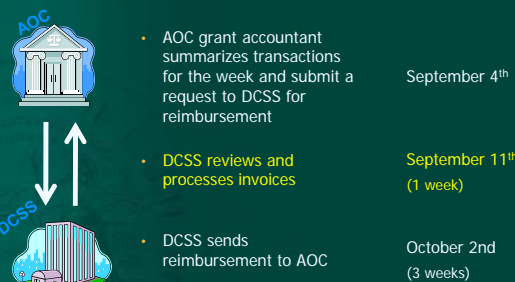 AOC
• AOC grant accountant
summarizes transactions
for the week and submit a
request to DCSS for
reimbursement
September 4th
• DCSS reviews and
processes invoices
September 11th
(1 week)
DCSS
• DCSS sends
reimbursement to AOC
October 2nd
(3 weeks)